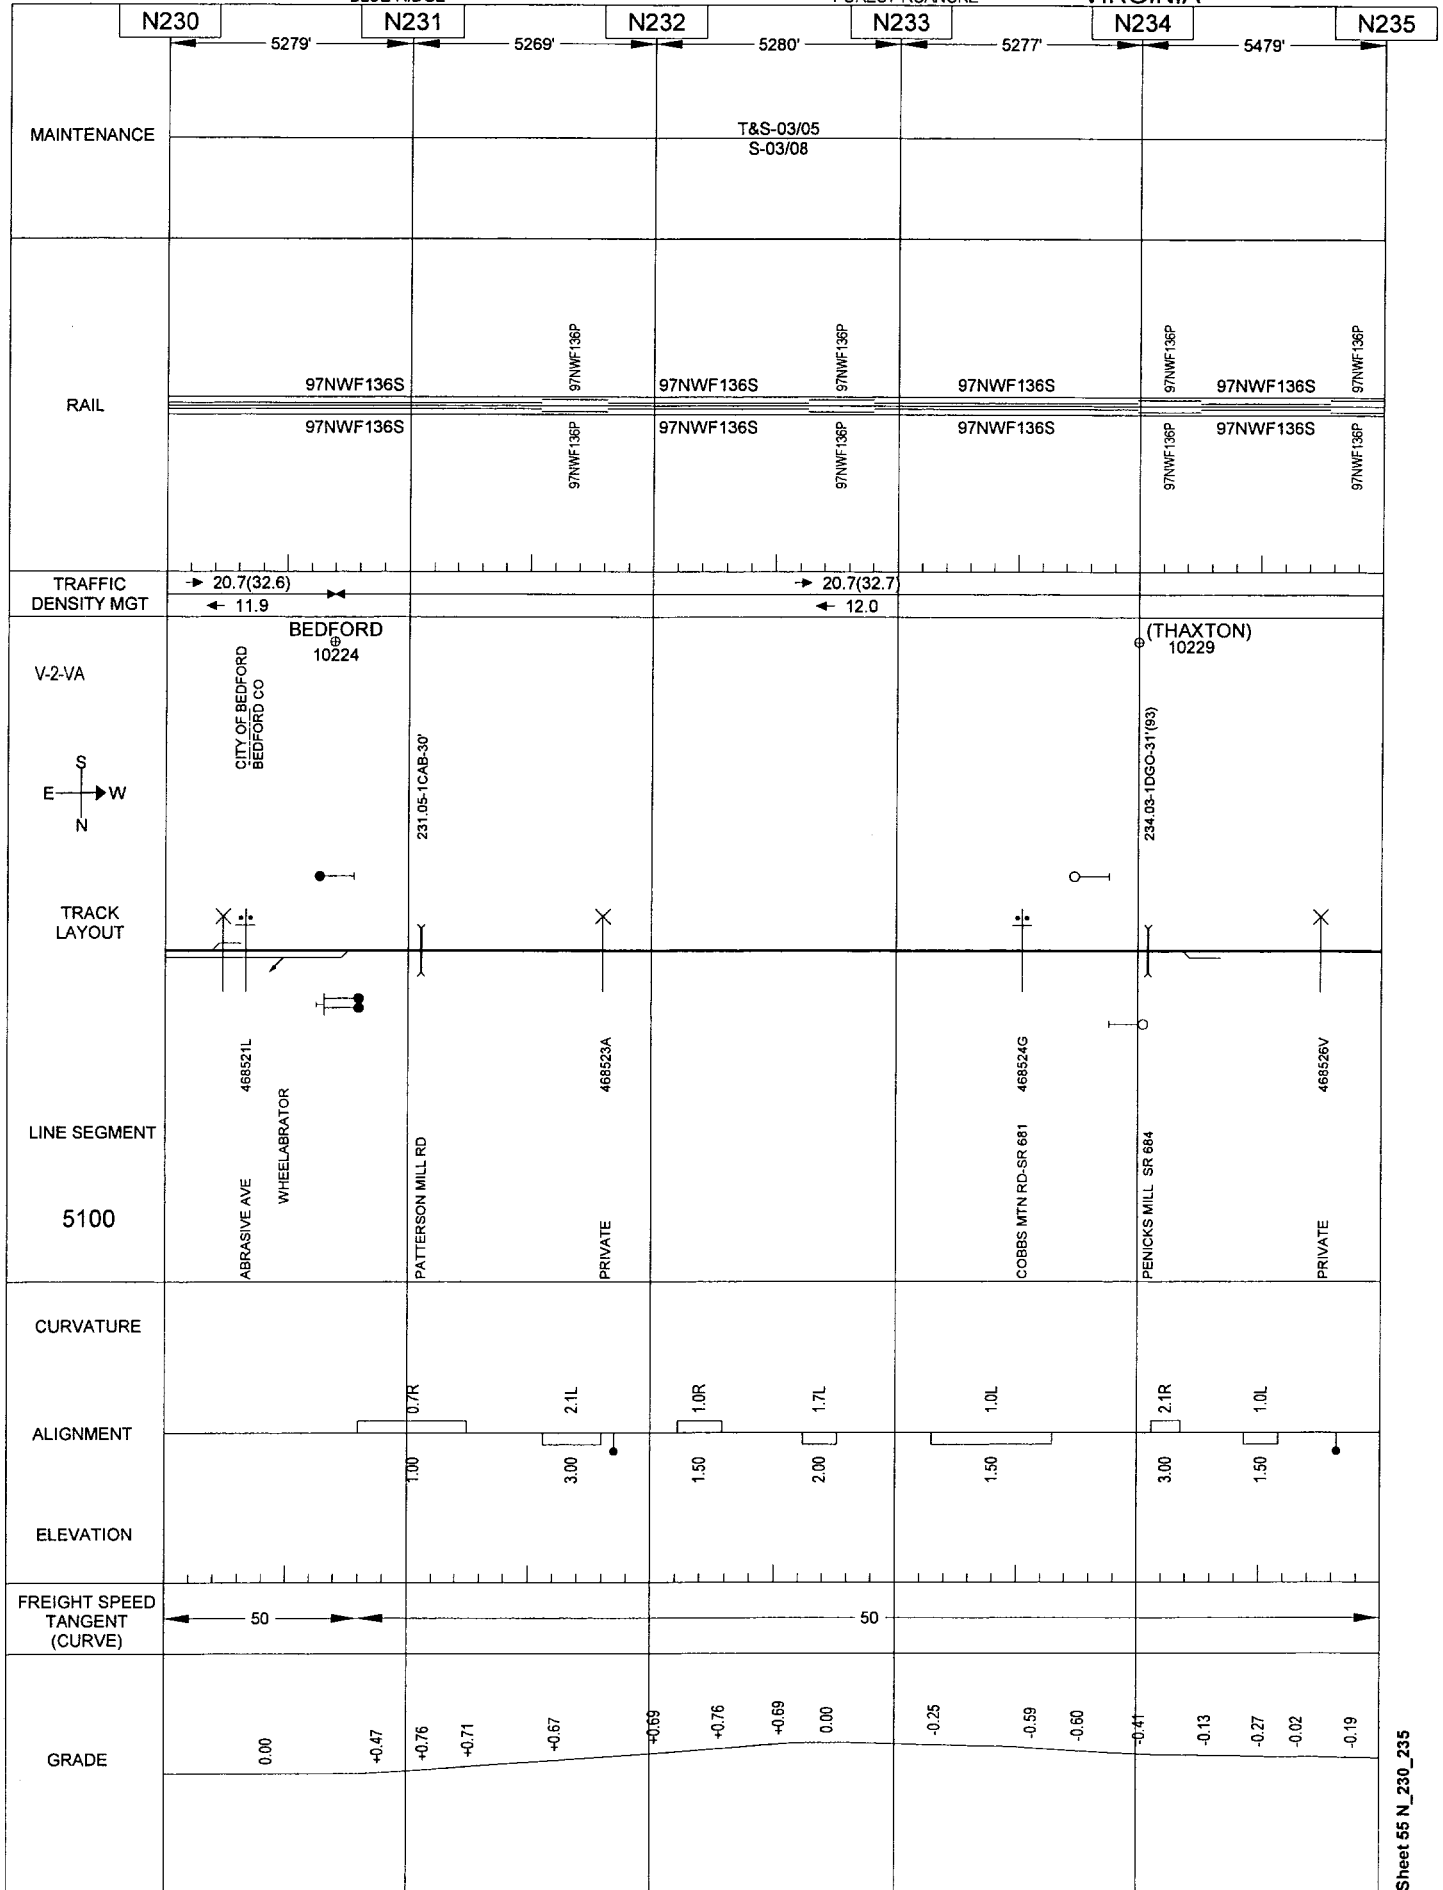 VIRGINIA
N230 N231 N232 N233 N234 N235
5279' 5269' 5280' 5277' 5479'
MAINTENANCE
T&S-03/05
S-03/08
97NWF136P 97NWF136P 97NWF136P 97NWF136P
97NWF136S 97NWF136S 97NWF136S 97NWF136S
RAIL
97NWF136S 97NWF136S 97NWF136S 97NWF136S
97NWF136P 97NWF136P 97NWF136P 97NWF136P
TRAFFIC
DENSITY MGT
20.7(32.6) 20.7(32.7)
11.9 12.0
BEDFORD
10224
(THAXTON)
10229
V-2-VA
CITY OF BEDFORD
BEDFORD CO
231.05-1CAB-30'
234.03-1DGO-31'(93)
S
E W
N
TRACK
LAYOUT
468521L
468523A
468524G
468526V
LINE SEGMENT
5100
ABRASIVE AVE
WHEELABRATOR
PATTERSON MILL RD
PRIVATE
COBBS MTN RD-SR 681
PENICKS MILL SR 684
PRIVATE
CURVATURE
0.7R 2.1L 1.0R 1.7L 1.0L 2.1R 1.0L
ALIGNMENT
1.00 3.00 1.50 2.00 1.50 3.00 1.50
ELEVATION
FREIGHT SPEED
TANGENT
(CURVE)
50 50
GRADE
0.00 +0.47 +0.76 +0.71 +0.67 +0.69 +0.76 +0.69 0.00 -0.25 -0.59 -0.60 -0.41 -0.13 -0.27 -0.02 -0.19
Sheet 55 N_230_235